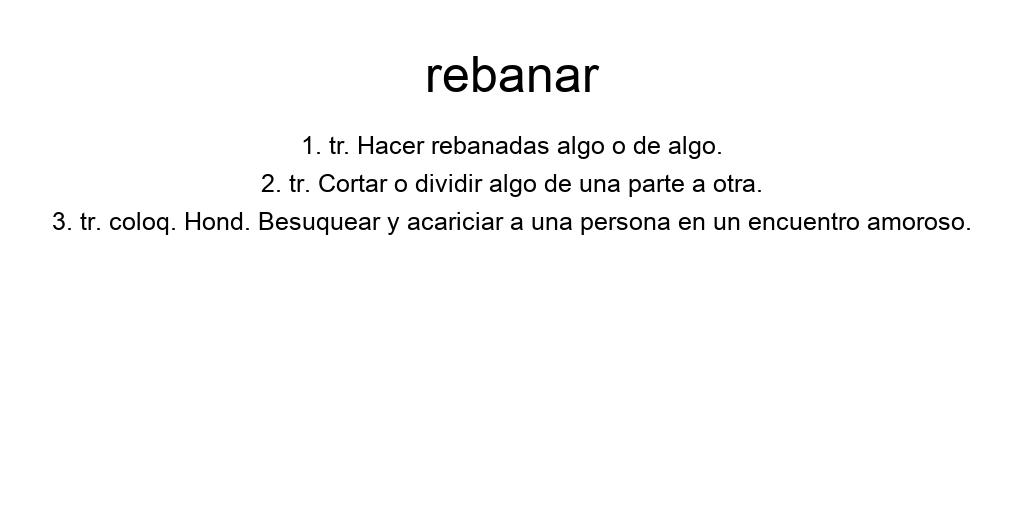 rebanar
1. tr. Hacer rebanadas algo o de algo.
2. tr. Cortar o dividir algo de una parte a otra.
3. tr. coloq. Hond. Besuquear y acariciar a una persona en un encuentro amoroso.